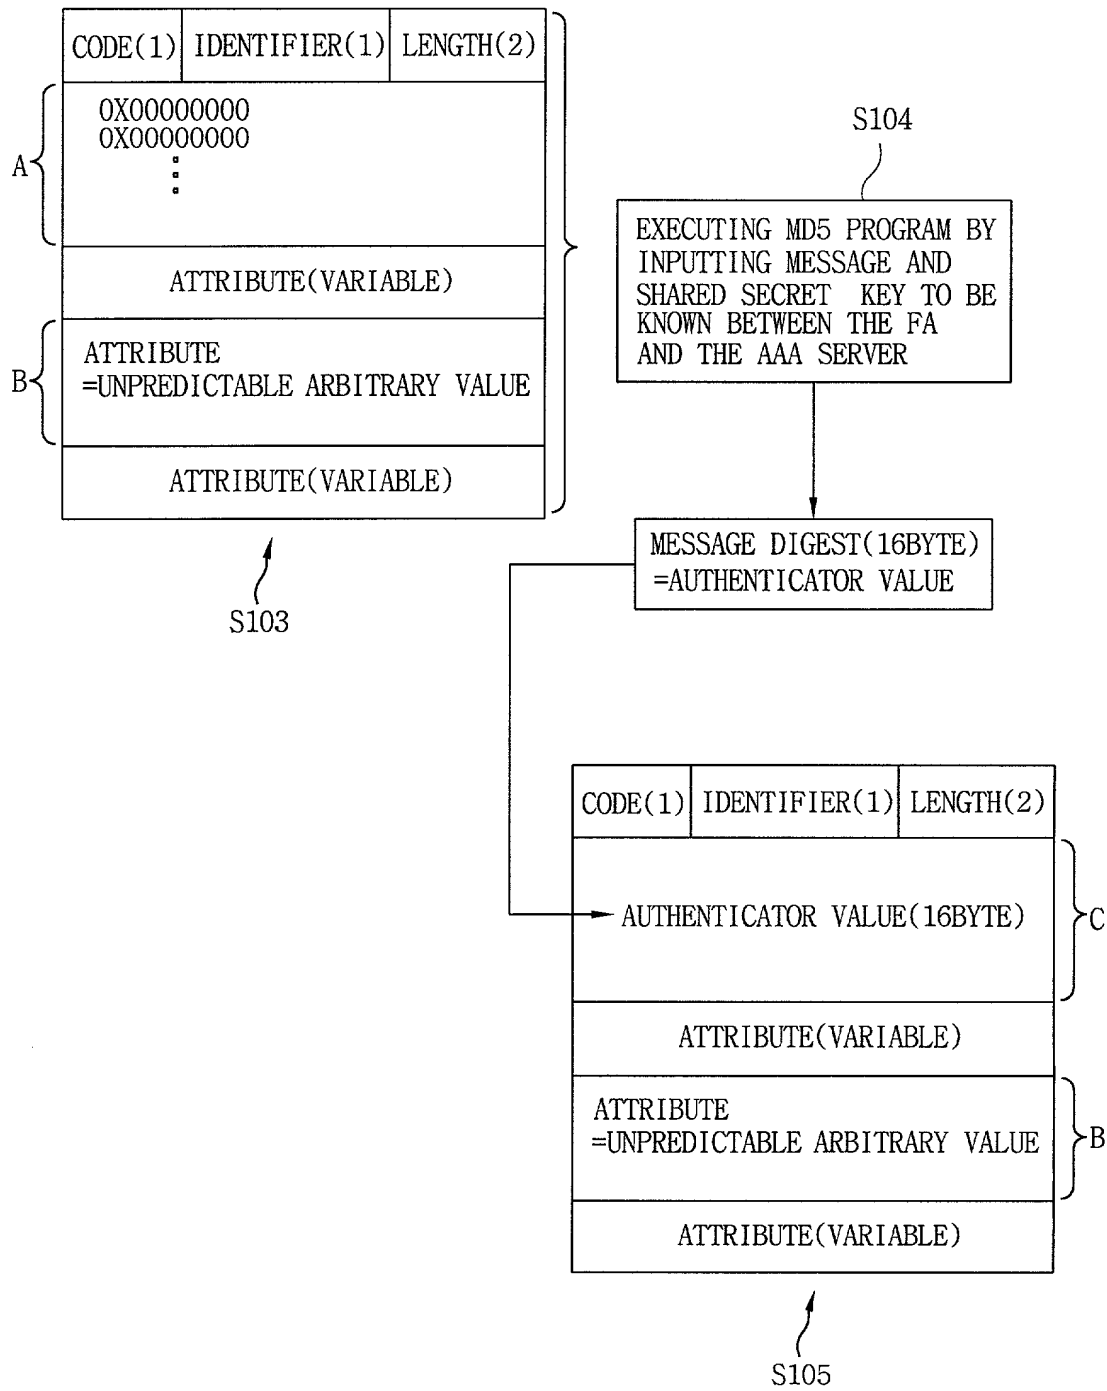 CODE(1) IDENTIFIER(1) LENGTH(2)
0X00000000
0X00000000
A
ATTRIBUTE(VARIABLE)
ATTRIBUTE
=UNPREDICTABLE ARBITRARY VALUE
B
ATTRIBUTE(VARIABLE)
S103
S104
EXECUTING MD5 PROGRAM BY
INPUTTING MESSAGE AND
SHARED SECRET KEY TO BE
KNOWN BETWEEN THE FA
AND THE AAA SERVER
MESSAGE DIGEST(16BYTE)
=AUTHENTICATOR VALUE
CODE(1) IDENTIFIER(1) LENGTH(2)
AUTHENTICATOR VALUE(16BYTE)
C
ATTRIBUTE(VARIABLE)
ATTRIBUTE
=UNPREDICTABLE ARBITRARY VALUE
B
ATTRIBUTE(VARIABLE)
S105